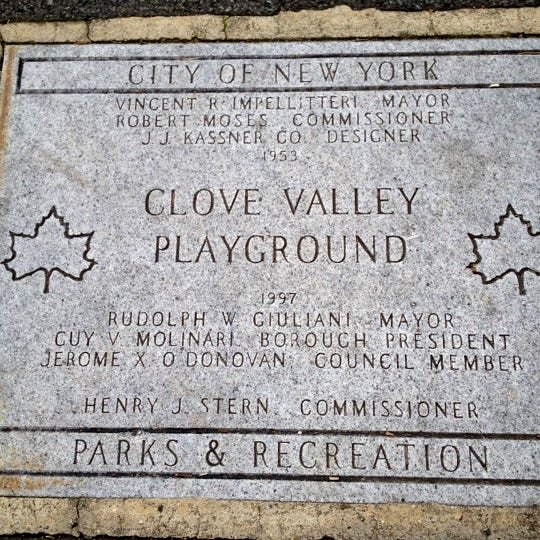 CITY OF NEW YORK
VINCENT R. IMPELLITTERI MAYOR
ROBERT MOSES COMMISSIONER
J.J. KASSNER CO. DESIGNER
1953
CLOVE VALLEY
PLAYGROUND
1997
RUDOLPH W. GIULIANI MAYOR
GUY V. MOLINARI BOROUGH PRESIDENT
JEROME X. O'DONOVAN COUNCIL MEMBER
HENRY J. STERN COMMISSIONER
PARKS & RECREATION